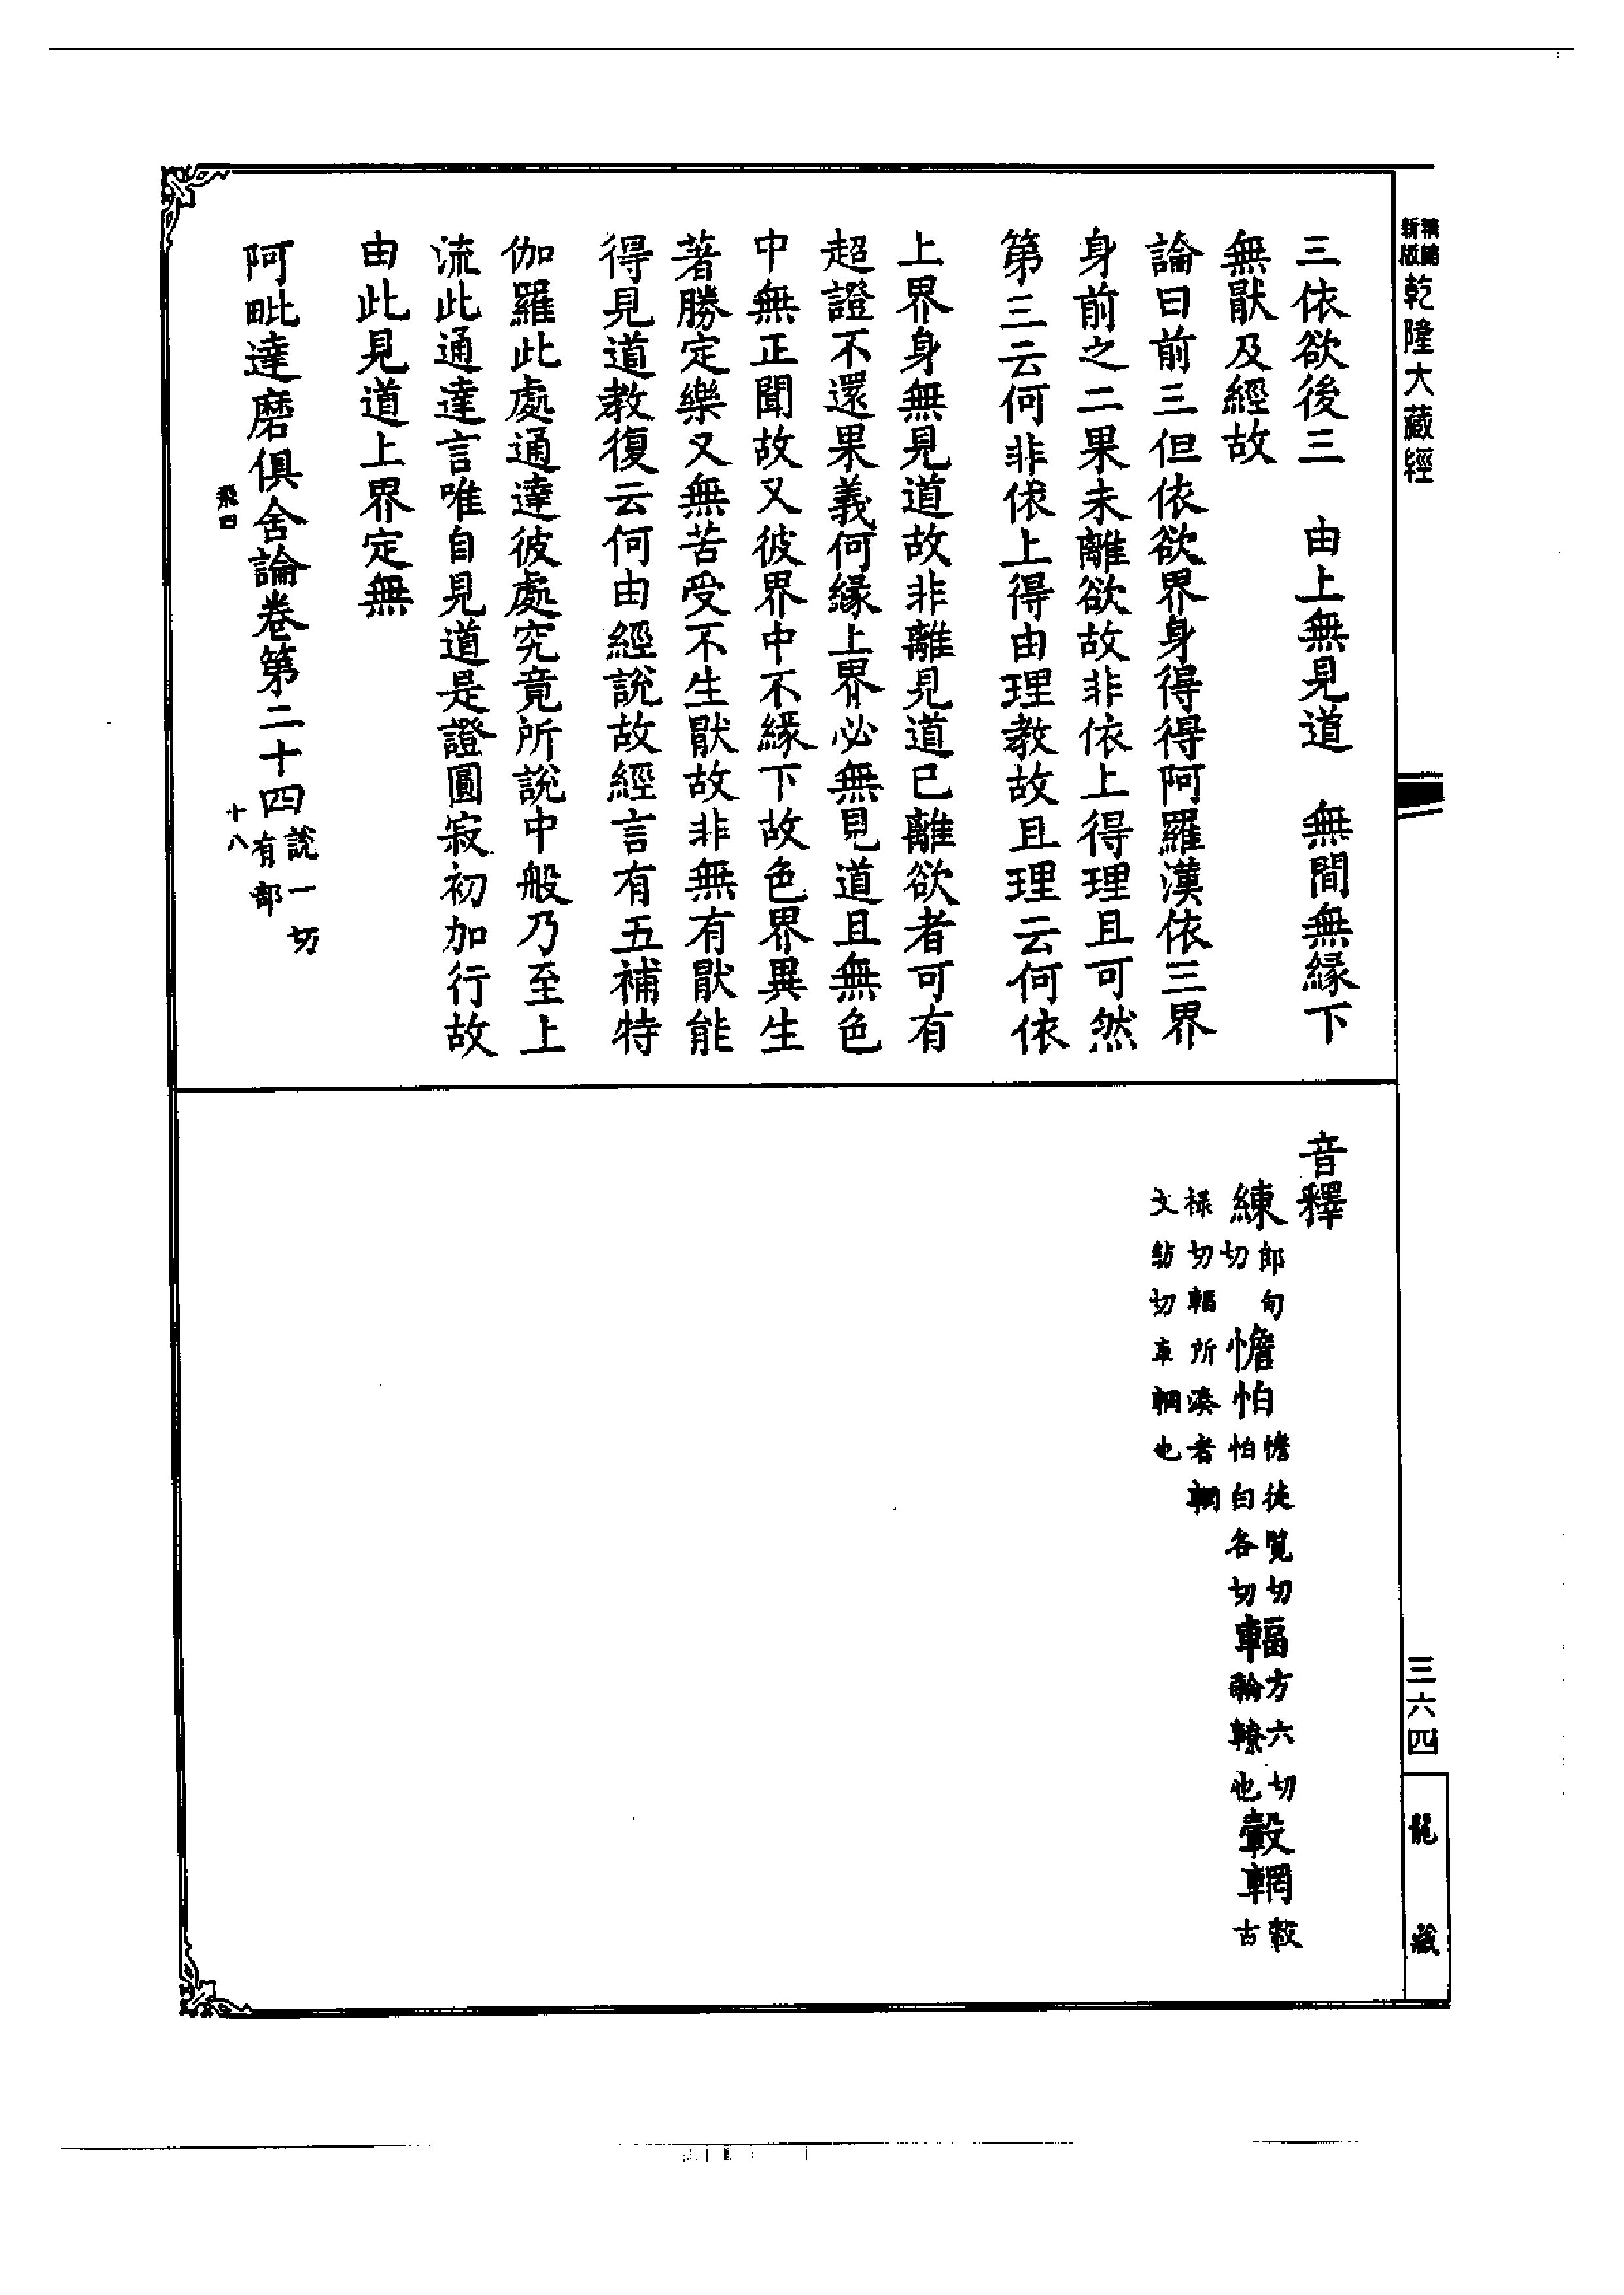 新版
乾隆大藏經
三依欲後三　由上無見道　無間無緣下
無猒及經故
論曰前三但依欲界身得得阿羅漢依三界
身前之二果未離欲故非依上得理且可然
第三云何非依上得由理教故且理云何依
上界身無見道故非離見道已離欲者可有
超證不還果義何緣上界必無見道且無色
中無正聞故又彼界中不緣下故色界異生
著勝定樂又無苦受不生猒故非無有猒能
得見道教復云何由經說故經言有五補特
伽羅此處通達彼處究竟所說中般乃至上
流此通達言唯自見道是證圓寂初加行故
由此見道上界定無
阿毗達磨俱舍論卷第二十四
說一切
有部
十八
音釋
練
郎甸
切
憺怕
憺徒覧切
怕白各切
輻
方六切
輪轑也
轂輞
轂古
祿切輻所湊者輞
文紡切車輞也
三六四
龍藏